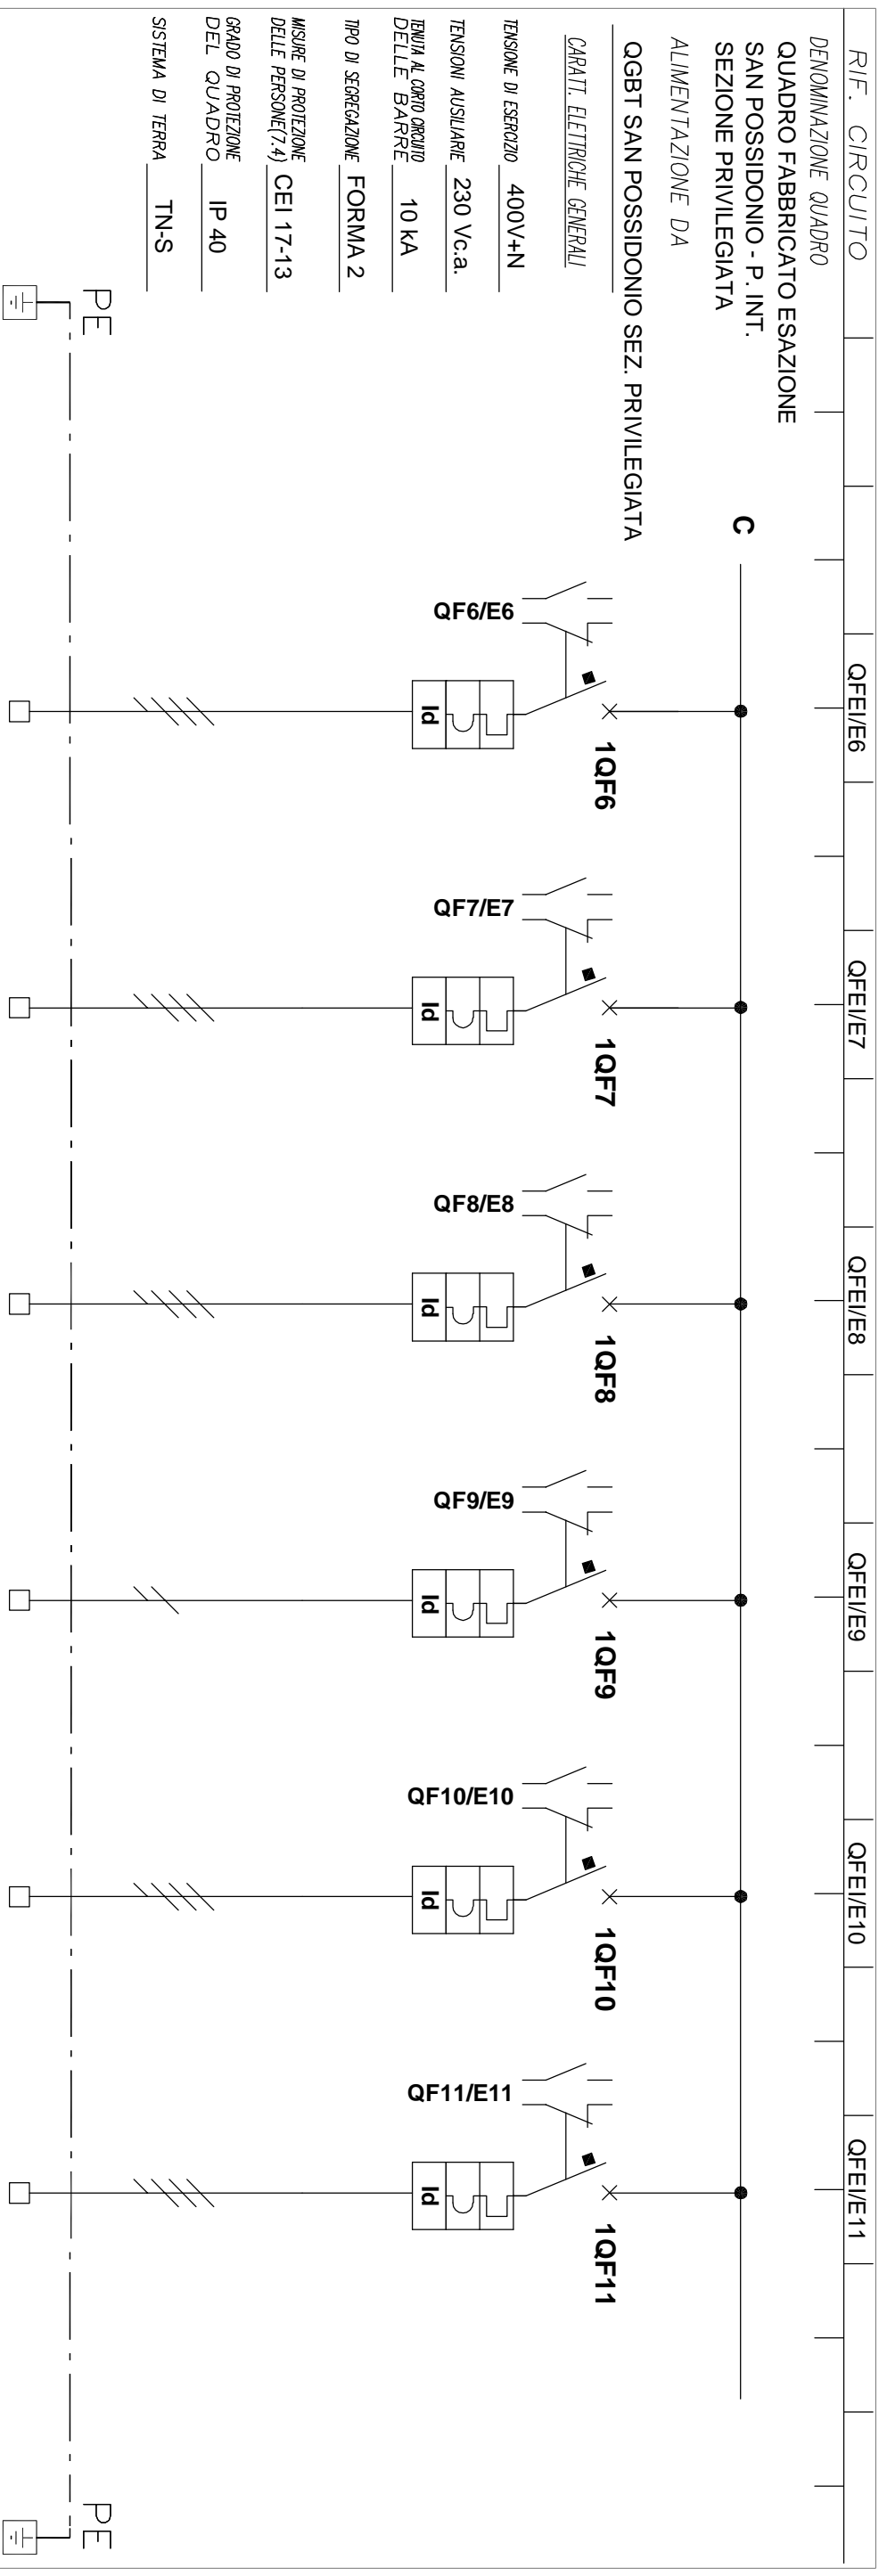 RIF. CIRCUITO
QFEI/E6
QFEI/E7
QFEI/E8
QFEI/E9
QFEI/E10
QFEI/E11
DENOMINAZIONE QUADRO
QUADRO FABBRICATO ESAZIONE
SAN POSSIDONIO - P. INT.
SEZIONE PRIVILEGIATA
ALIMENTAZIONE DA
QGBT SAN POSSIDONIO SEZ. PRIVILEGIATA
CARATT. ELETTRICHE GENERALI
TENSIONE DI ESERCIZIO
400V+N
TENSIONI AUSILIARIE
230 Vc.a.
TENUTA AL CORTO CIRCUITO
DELLE BARRE
10 kA
TIPO DI SEGREGAZIONE
FORMA 2
MISURE DI PROTEZIONE
DELLE PERSONE(7.4)
CEI 17-13
GRADO DI PROTEZIONE
DEL QUADRO
IP 40
SISTEMA DI TERRA
TN-S
C
1QF6
QF6/E6
Id
1QF7
QF7/E7
Id
1QF8
QF8/E8
Id
1QF9
QF9/E9
Id
1QF10
QF10/E10
Id
1QF11
QF11/E11
Id
PE
PE